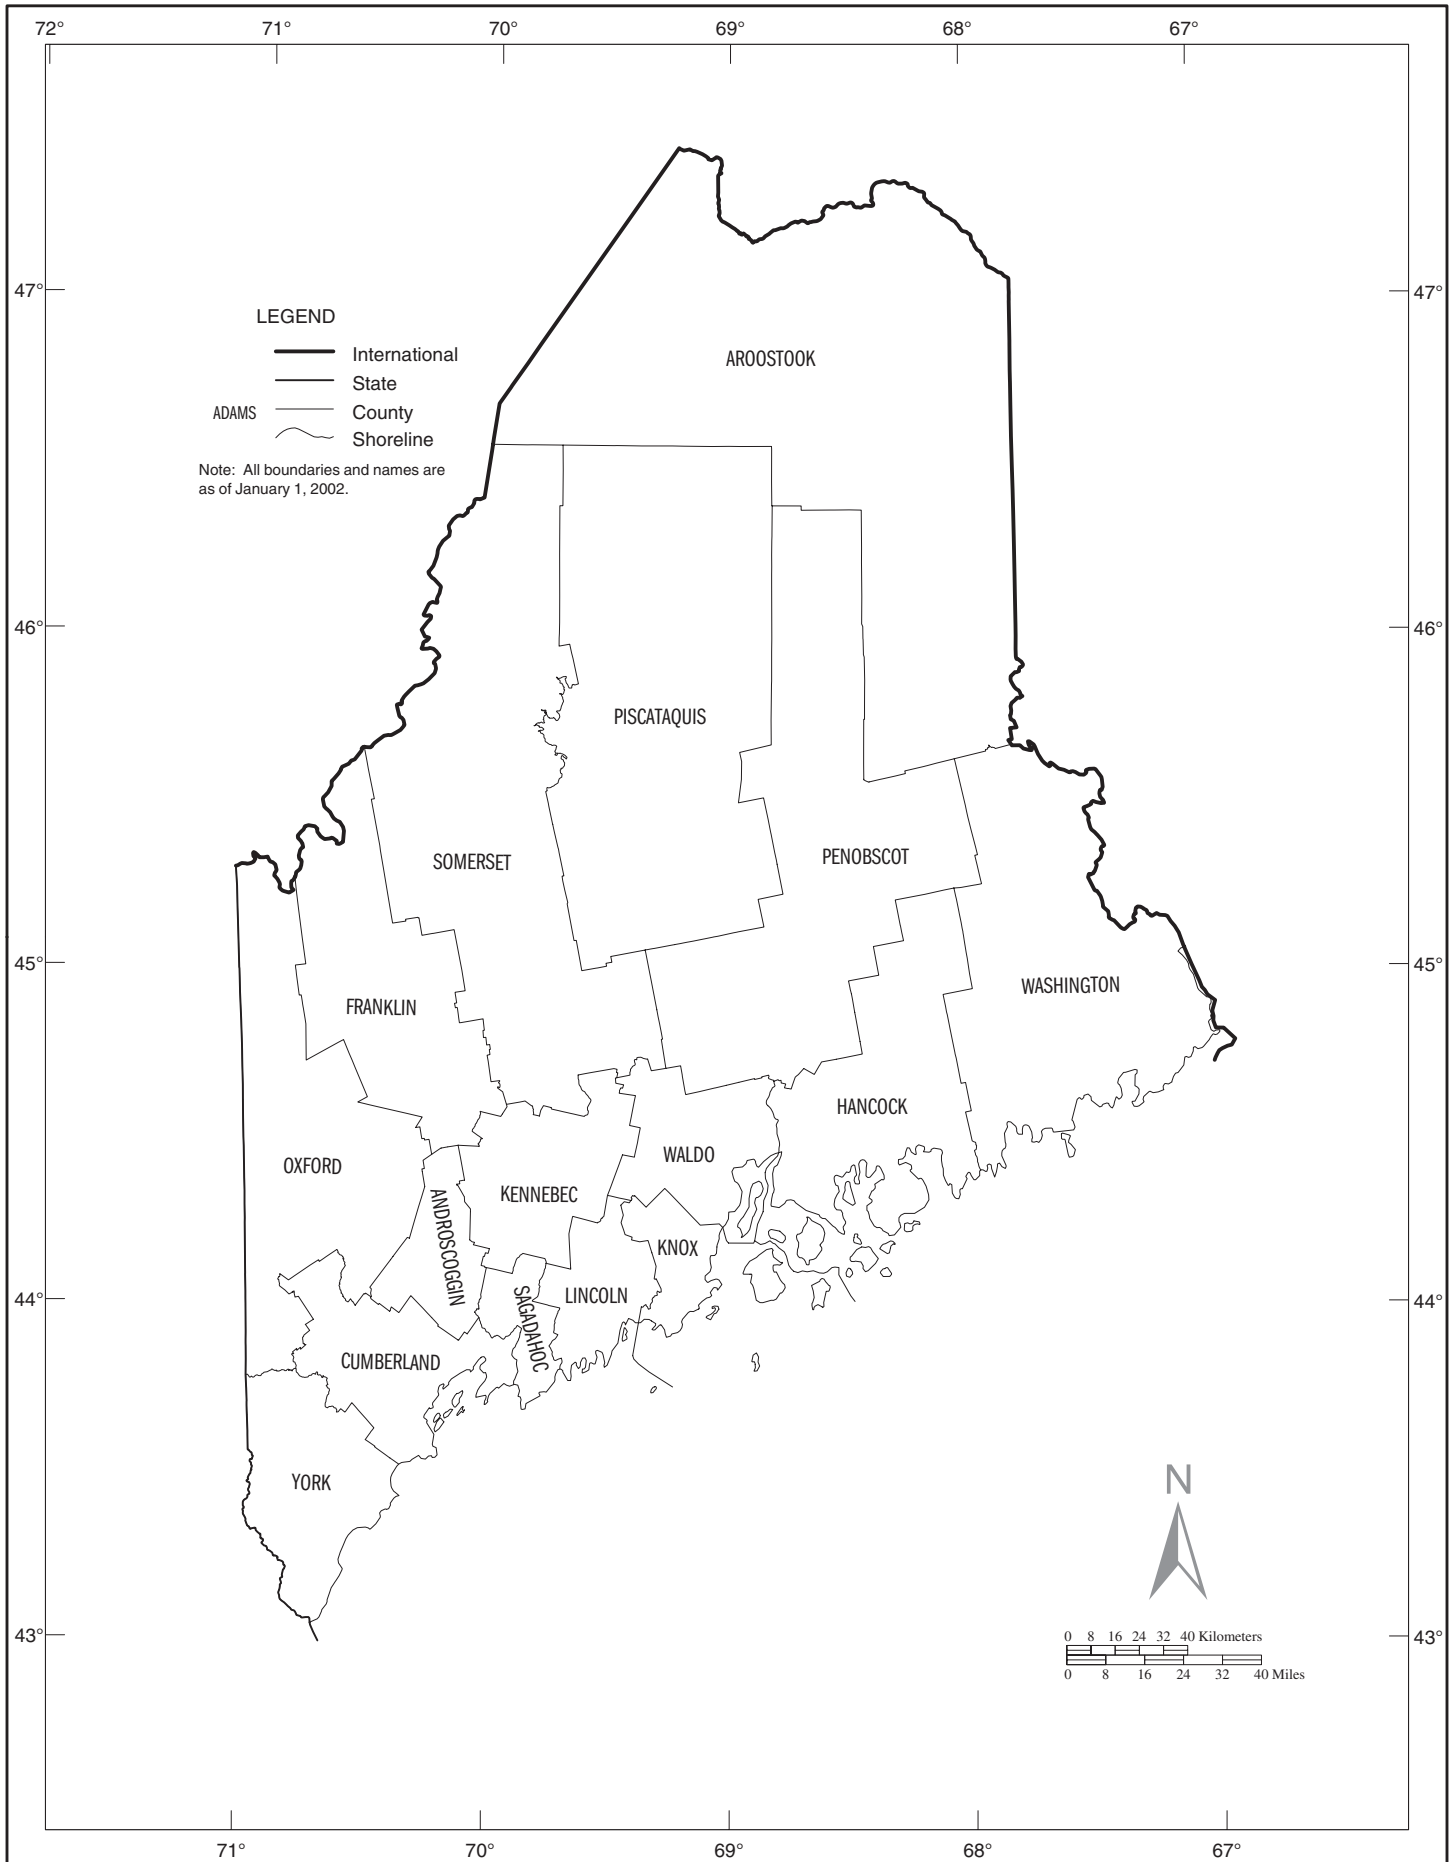 72°
71°
70°
69°
68°
67°
47°
47°
LEGEND
International
State
ADAMS County
Shoreline
Note: All boundaries and names are
as of January 1, 2002.
AROOSTOOK
46°
46°
PISCATAQUIS
SOMERSET
PENOBSCOT
45°
45°
WASHINGTON
FRANKLIN
HANCOCK
OXFORD
WALDO
KENNEBEC
ANDROSCOGGIN
KNOX
44°
44°
LINCOLN
SAGADAHOC
CUMBERLAND
YORK
N
43°
43°
0 8 16 24 32 40 Kilometers
0 8 16 24 32 40 Miles
71°
70°
69°
68°
67°